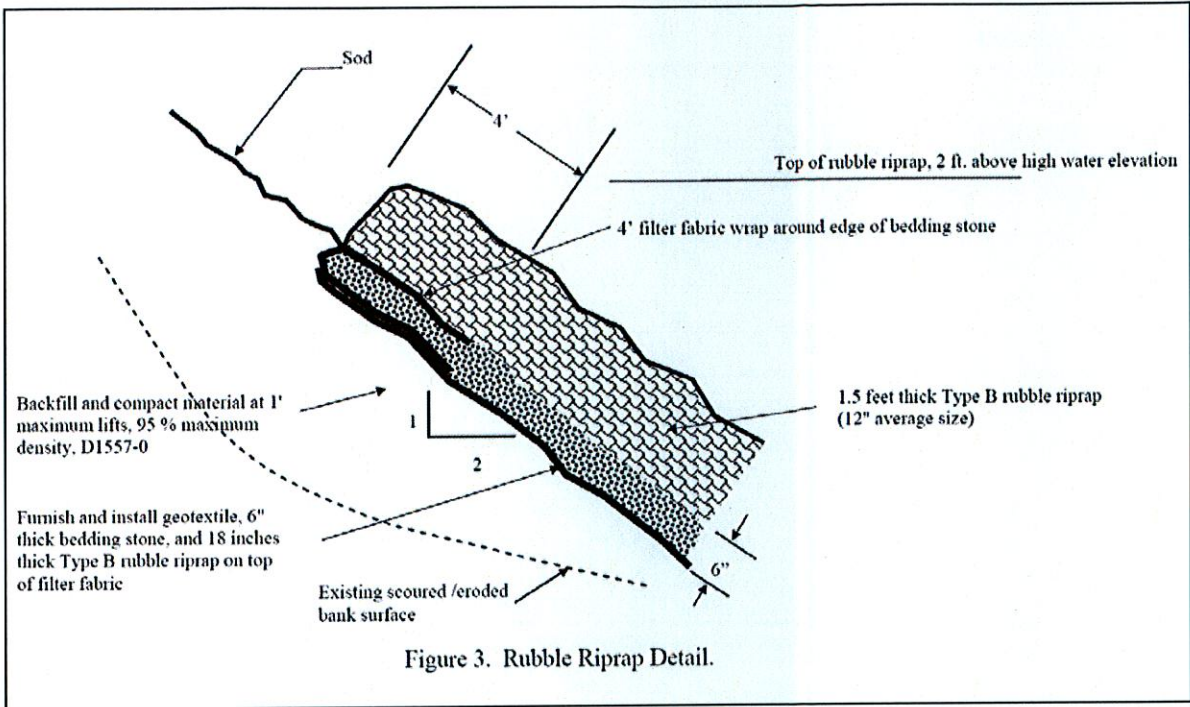 Sod
4'
Top of rubble riprap, 2 ft. above high water elevation
4' filter fabric wrap around edge of bedding stone
1.5 feet thick Type B rubble riprap
(12" average size)
Backfill and compact material at 1'
maximum lifts, 95 % maximum
density, D1557-0
1
2
Furnish and install geotextile, 6"
thick bedding stone, and 18 inches
thick Type B rubble riprap on top
of filter fabric
6"
Existing scoured /eroded
bank surface
Figure 3. Rubble Riprap Detail.